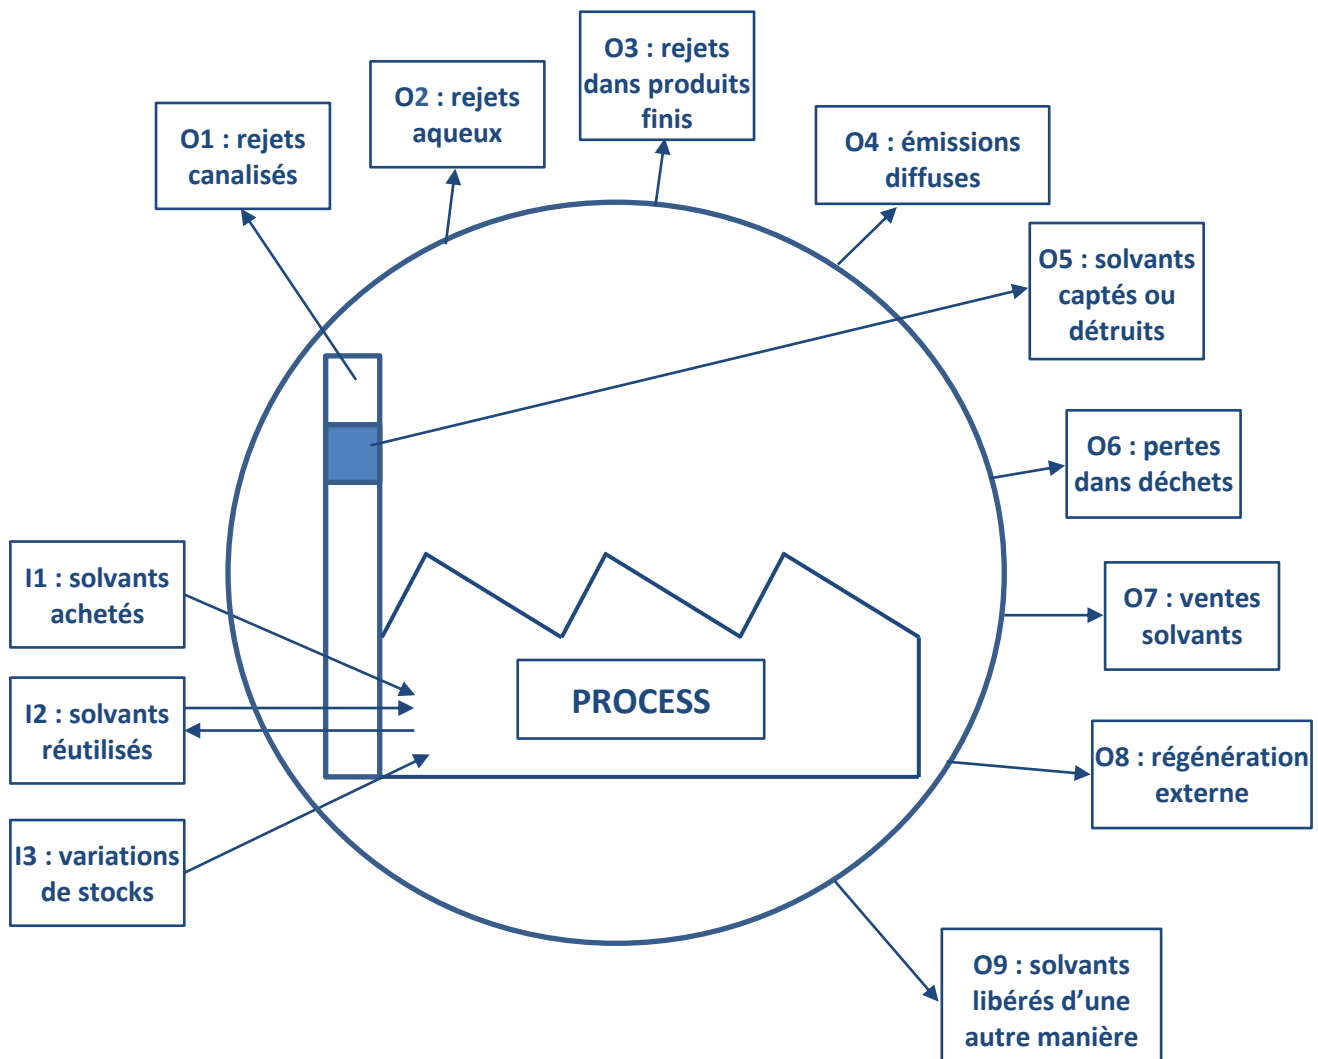 O3 : rejets
dans produits
finis
O2 : rejets
aqueux
O1 : rejets
canalisés
O4 : émissions
diffuses
O5 : solvants
captés ou
détruits
O6 : pertes
dans déchets
I1 : solvants
achetés
O7 : ventes
solvants
I2 : solvants
réutilisés
PROCESS
O8 : régénération
externe
I3 : variations
de stocks
O9 : solvants
libérés d’une
autre manière